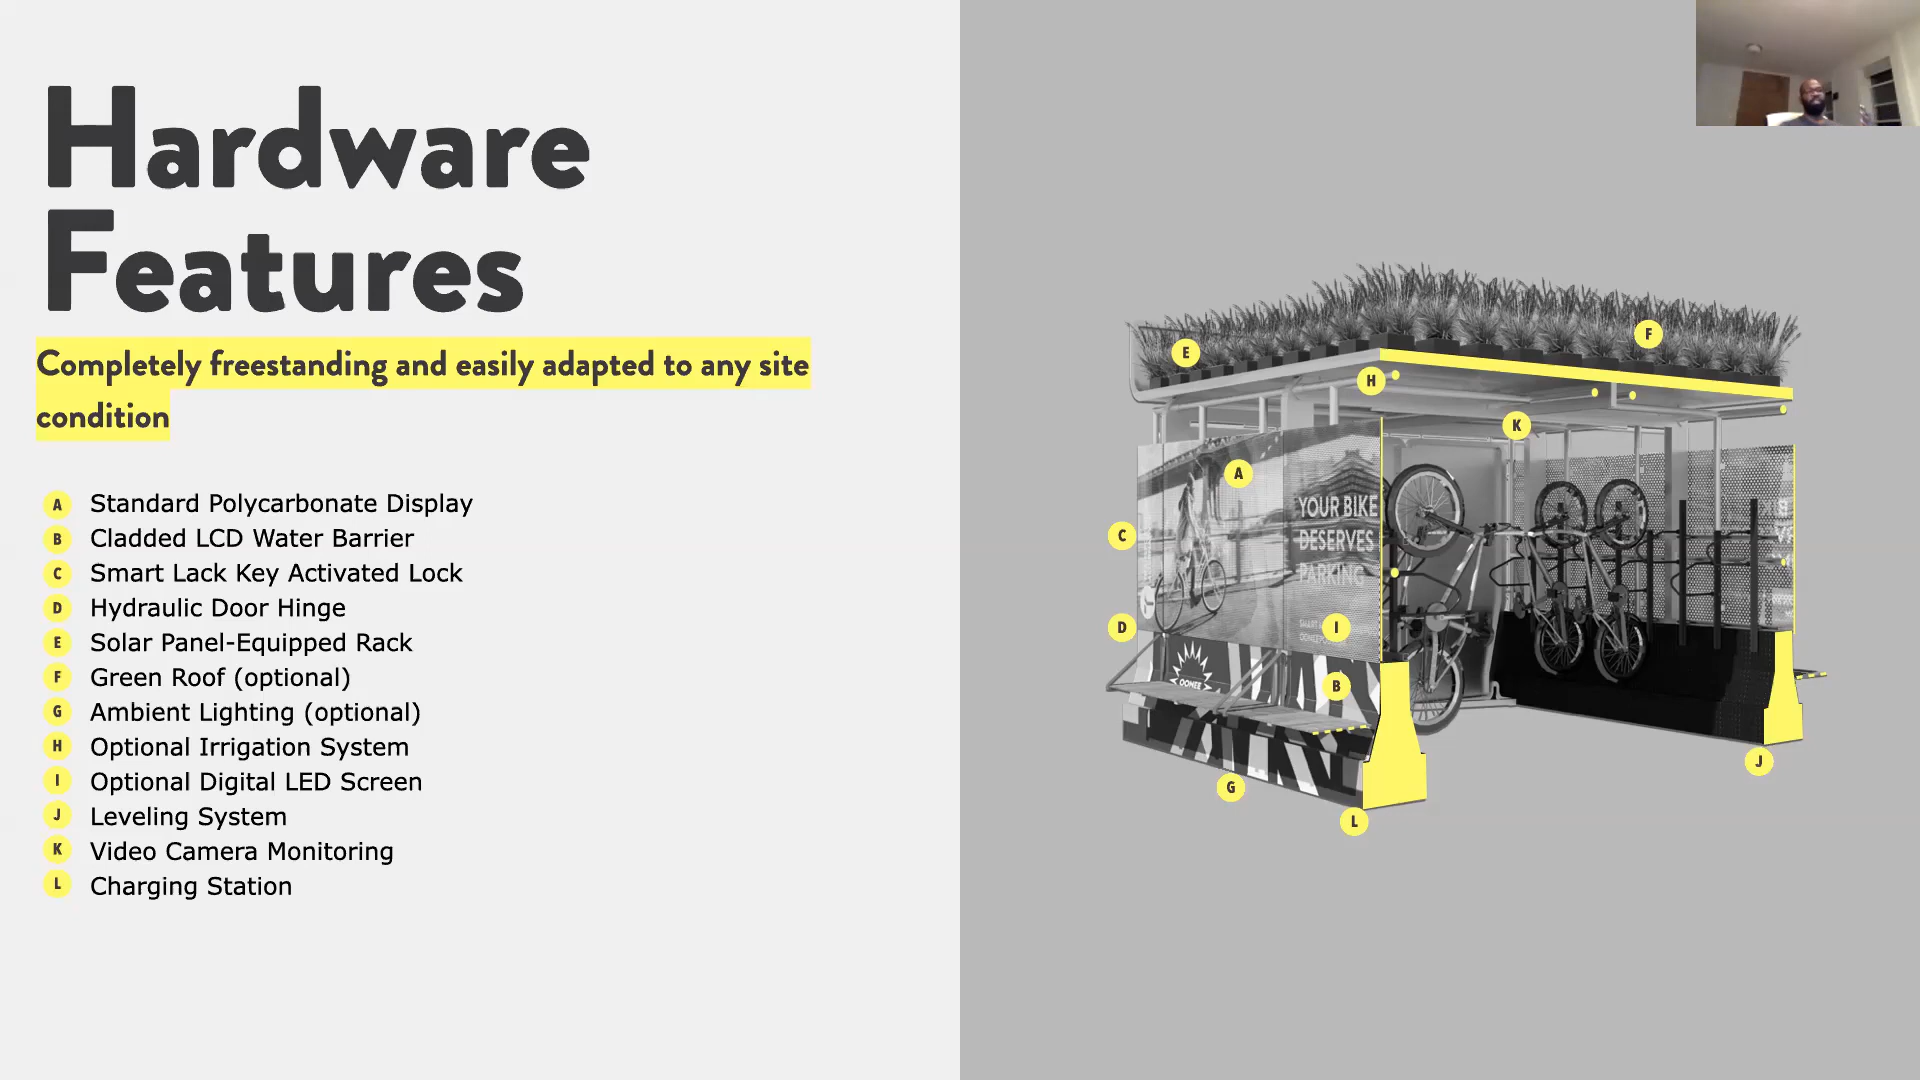 Hardware
Features
Completely freestanding and easily adapted to any site
condition
A Standard Polycarbonate Display
B Cladded LCD Water Barrier
C Smart Lack Key Activated Lock
D Hydraulic Door Hinge
E Solar Panel-Equipped Rack
F Green Roof (optional)
G Ambient Lighting (optional)
H Optional Irrigation System
I Optional Digital LED Screen
J Leveling System
K Video Camera Monitoring
L Charging Station
F
E
H
K
A
YOUR BIKE
DESERVES
PARKING
C
D
I
B
OONEE
J
G
L